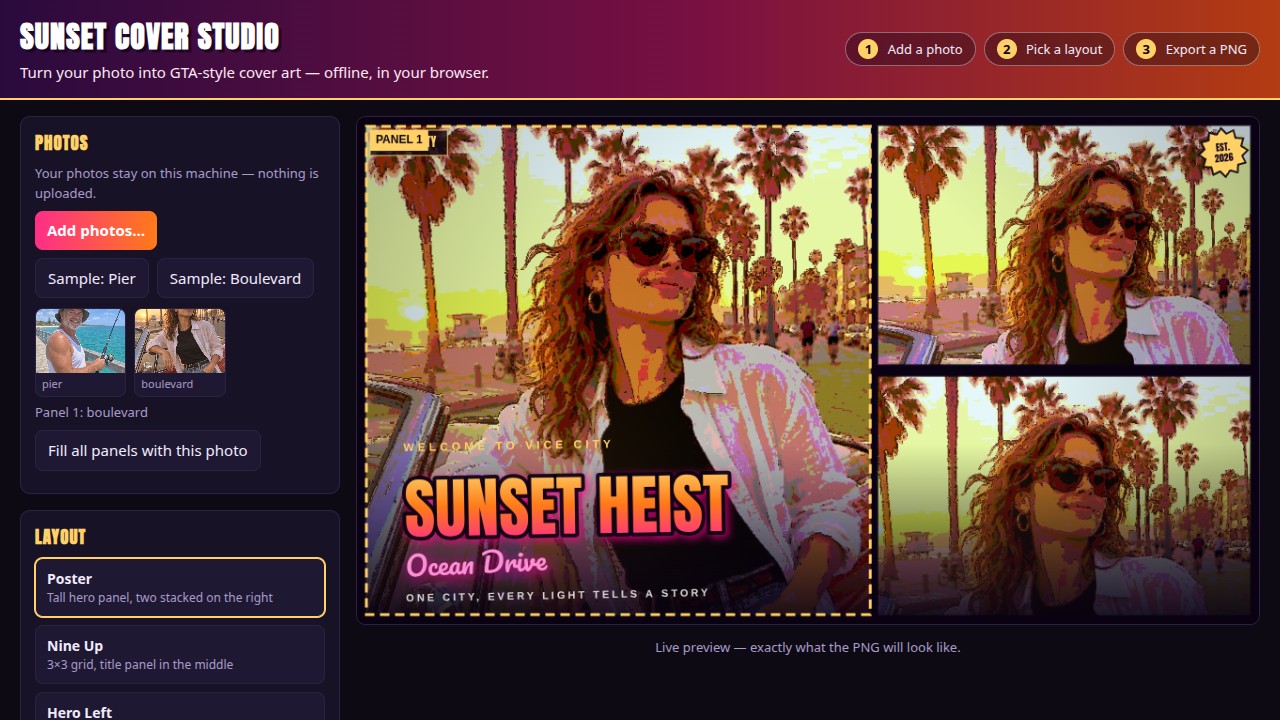 SUNSET COVER STUDIO
Turn your photo into GTA-style cover art — offline, in your browser.
1 Add a photo
2 Pick a layout
3 Export a PNG
PHOTOS
Your photos stay on this machine — nothing is
uploaded.
Add photos...
Sample: Pier
Sample: Boulevard
pier
boulevard
Panel 1: boulevard
Fill all panels with this photo
LAYOUT
Poster
Tall hero panel, two stacked on the right
Nine Up
3×3 grid, title panel in the middle
Hero Left
PANEL 1
EST.
2026
WELCOME TO VICE CITY
SUNSET HEIST
Ocean Drive
ONE CITY, EVERY LIGHT TELLS A STORY
Live preview — exactly what the PNG will look like.